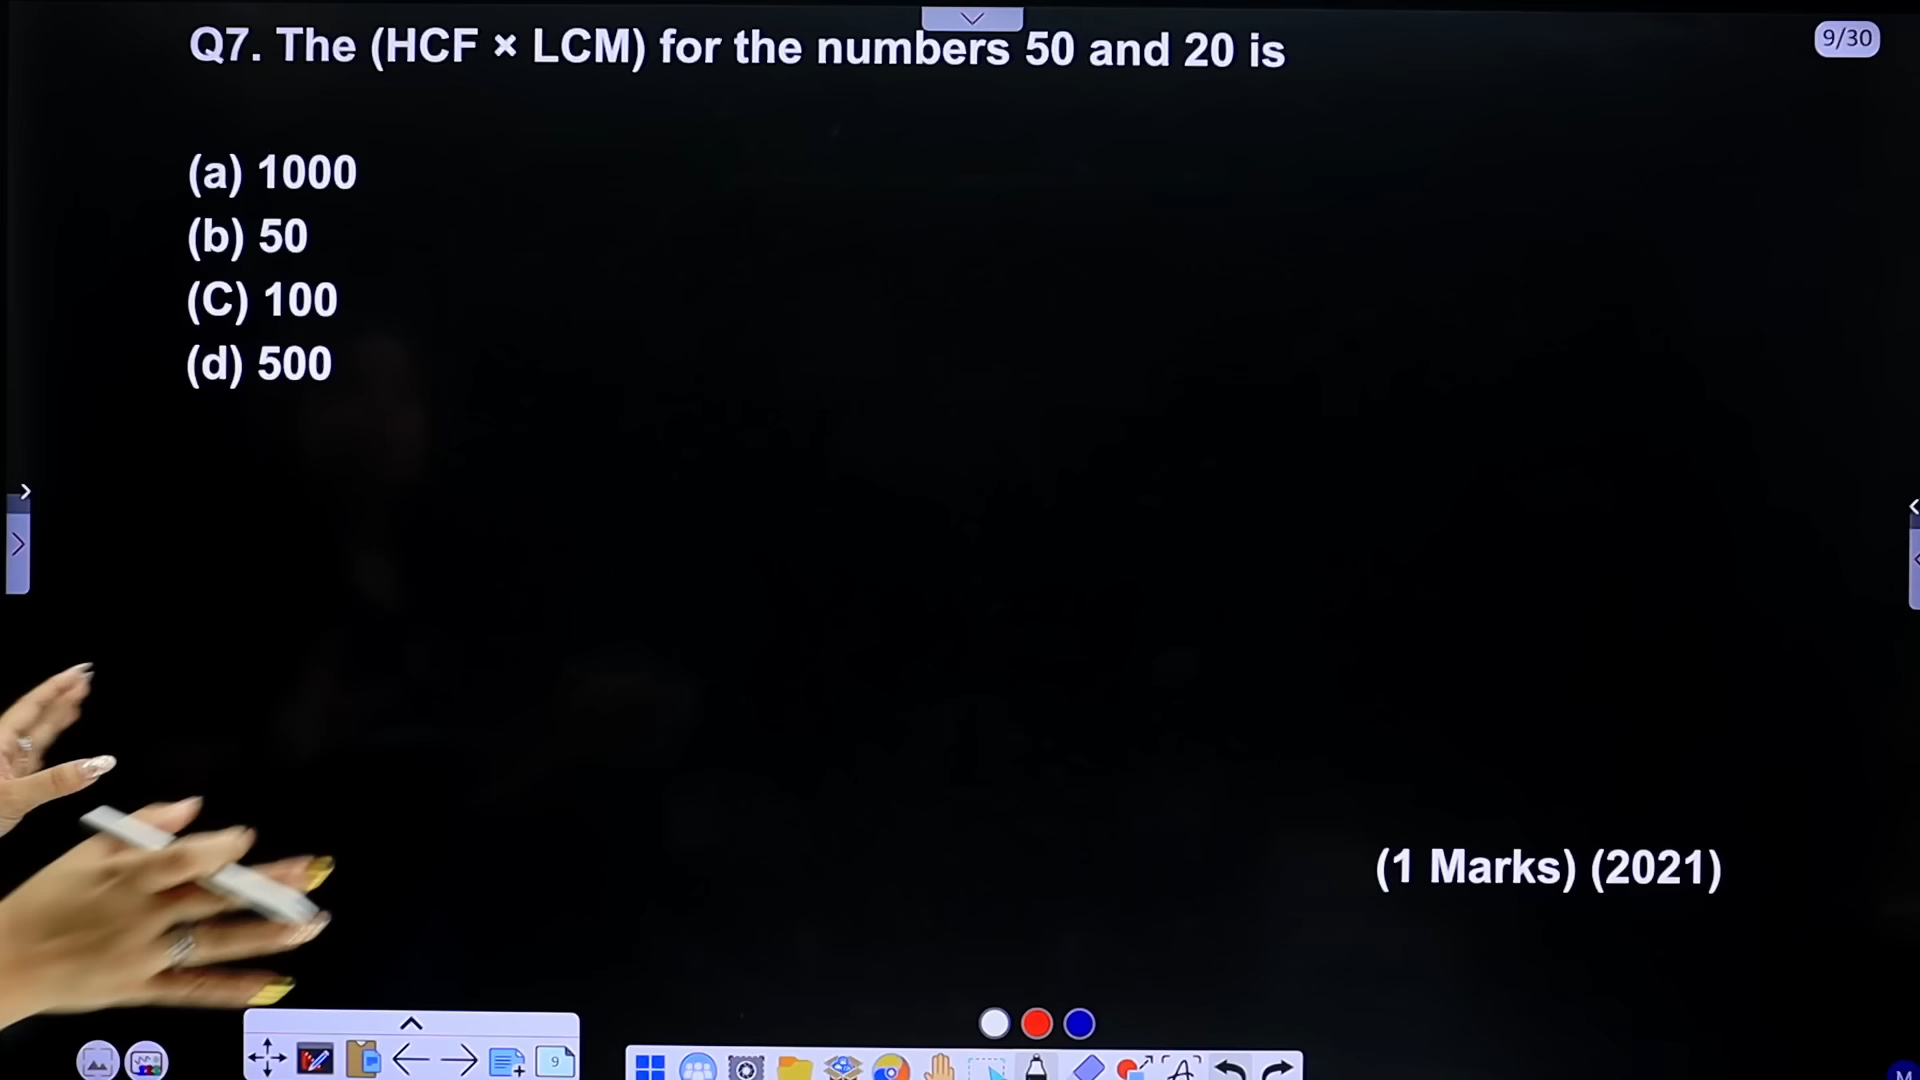 Q7. The (HCF × LCM) for the numbers 50 and 20 is
9/30
(a) 1000
(b) 50
(C) 100
(d) 500
(1 Marks) (2021)
9
M